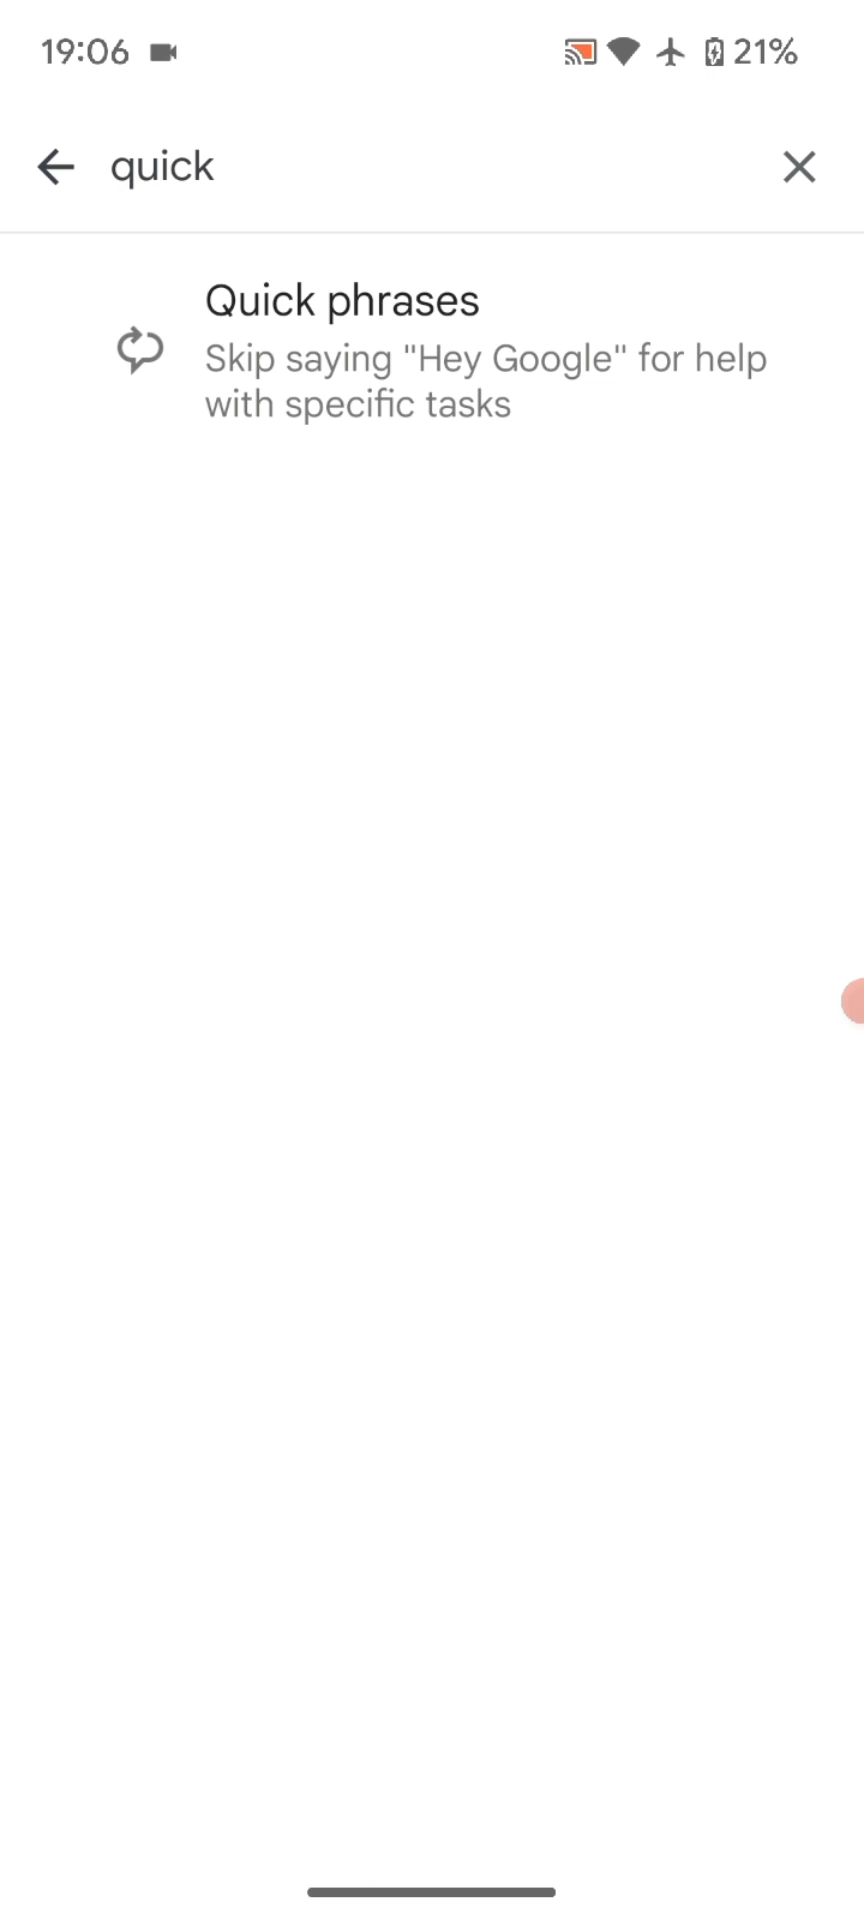 19:06 21%
quick
Quick phrases
Skip saying "Hey Google" for help
with specific tasks